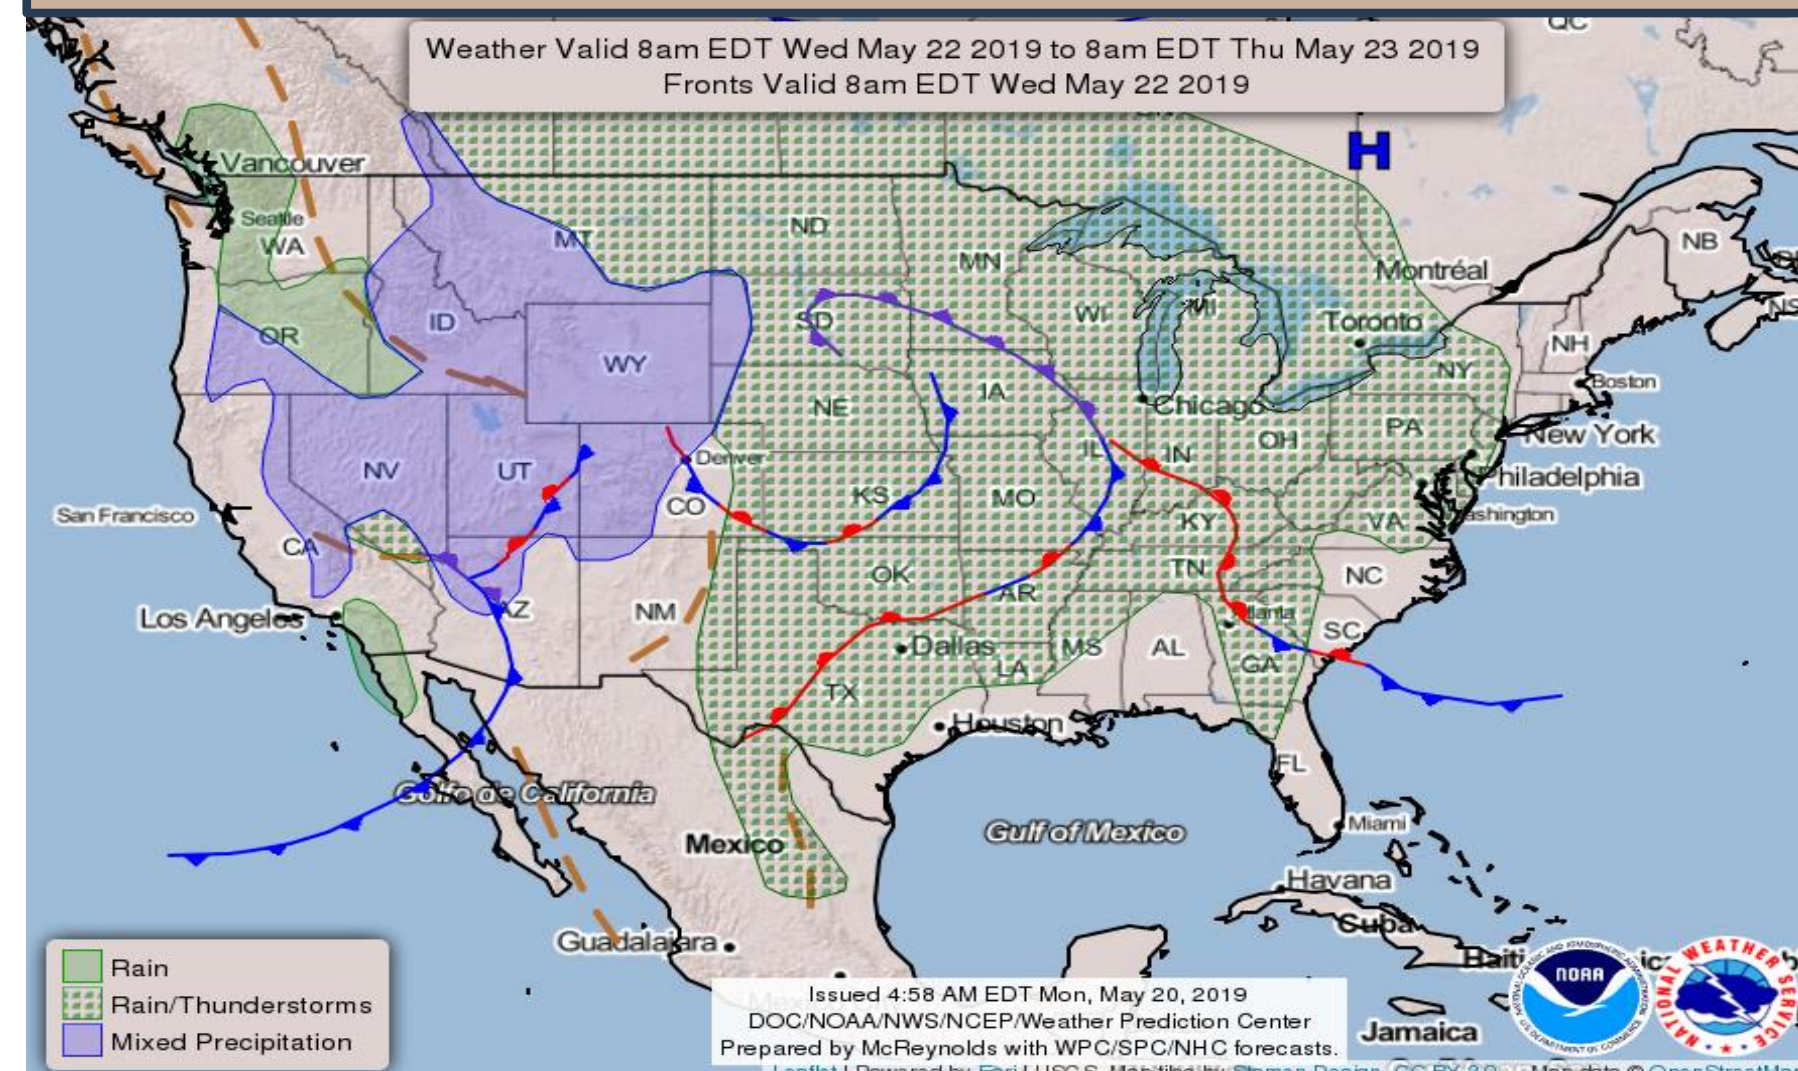 QC
Weather Valid 8am EDT Wed May 22 2019 to 8am EDT Thu May 23 2019
Fronts Valid 8am EDT Wed May 22 2019
H
Vancouver
Seattle
WA
MT
ND
MN
Montréal
NB
NS
OR
ID
WY
SD
WI
MI
Toronto
NH
NY
Boston
NE
IA
Chicago
PA
New York
OH
IL
IN
Denver
NV
UT
CO
KS
MO
Philadelphia
San Francisco
KY
VA
CA
OK
TN
NC
Los Angeles
AZ
NM
AR
Atlanta
SC
Dallas
MS
AL
GA
LA
TX
Houston
FL
Golfo de California
Gulf of Mexico
Miami
Mexico
Havana
Cuba
Guadalajara
Haiti
Jamaica
Rain
Rain/Thunderstorms
Mixed Precipitation
Issued 4:58 AM EDT Mon, May 20, 2019
DOC/NOAA/NWS/NCEP/Weather Prediction Center
Prepared by McReynolds with WPC/SPC/NHC forecasts.
NOAA
NATIONAL WEATHER SERVICE